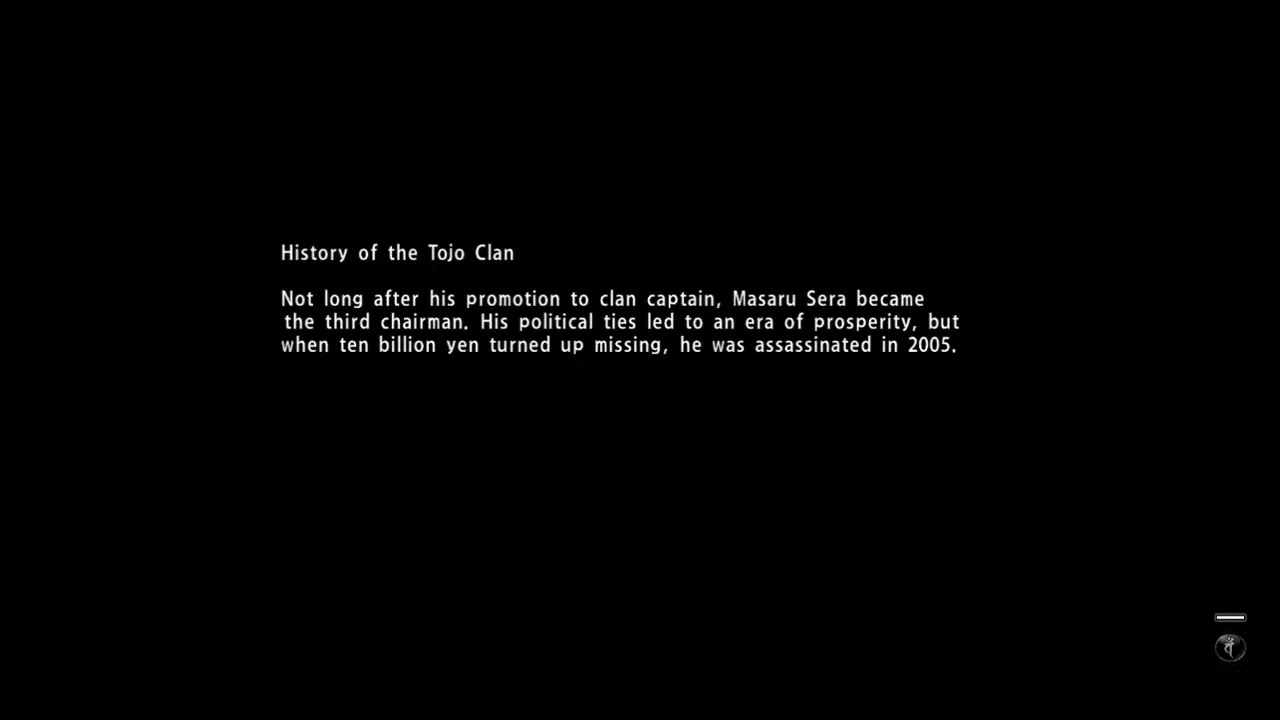 History of the Tojo Clan
Not long after his promotion to clan captain, Masaru Sera became
the third chairman. His political ties led to an era of prosperity, but
when ten billion yen turned up missing, he was assassinated in 2005.